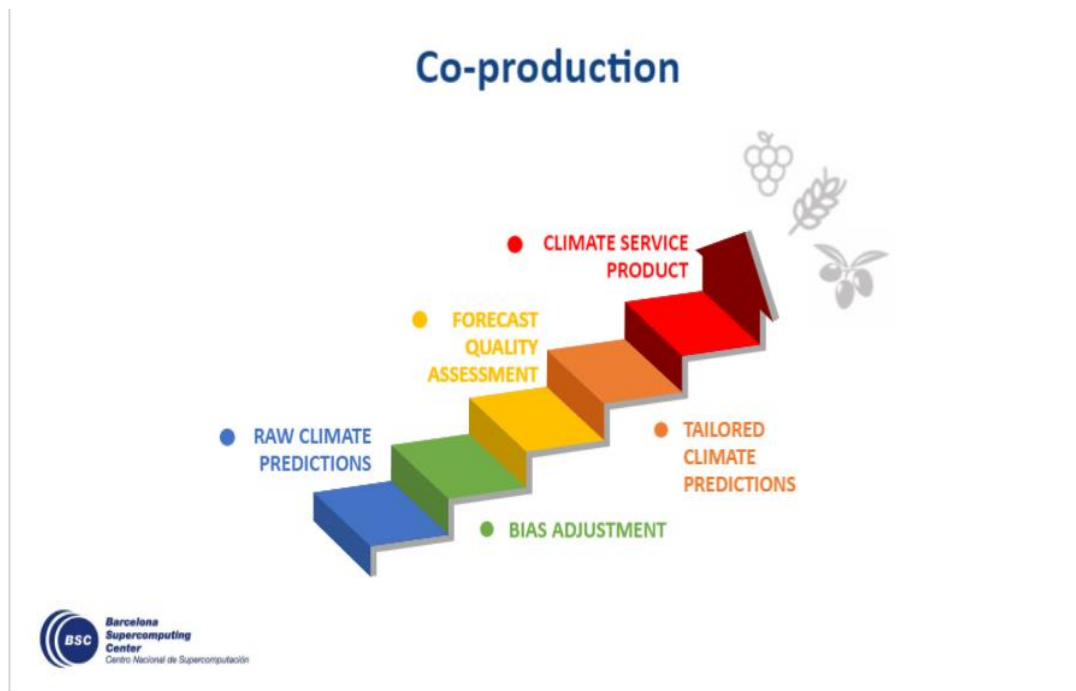 Co-production
CLIMATE SERVICE
PRODUCT
FORECAST
QUALITY
ASSESSMENT
RAW CLIMATE
PREDICTIONS
TAILORED
CLIMATE
PREDICTIONS
BIAS ADJUSTMENT
BSC
Barcelona
Supercomputing
Center
Centro Nacional de Supercomputación